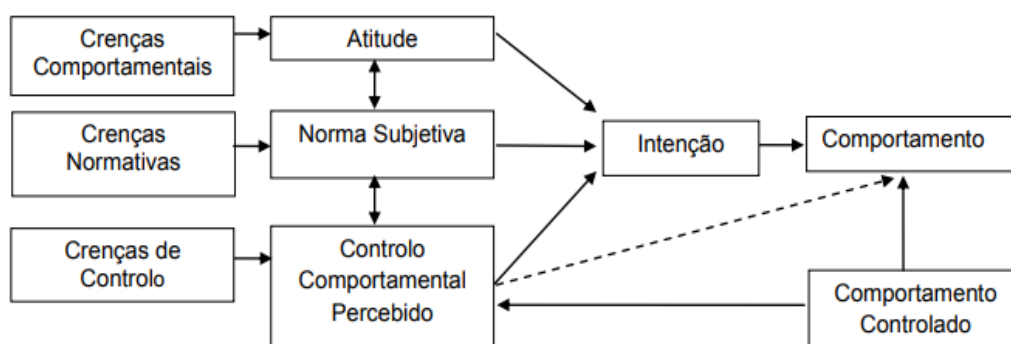 Crenças
Comportamentais
Atitude
Crenças
Normativas
Norma Subjetiva
Intenção
Comportamento
Crenças de
Controlo
Controlo
Comportamental
Percebido
Comportamento
Controlado